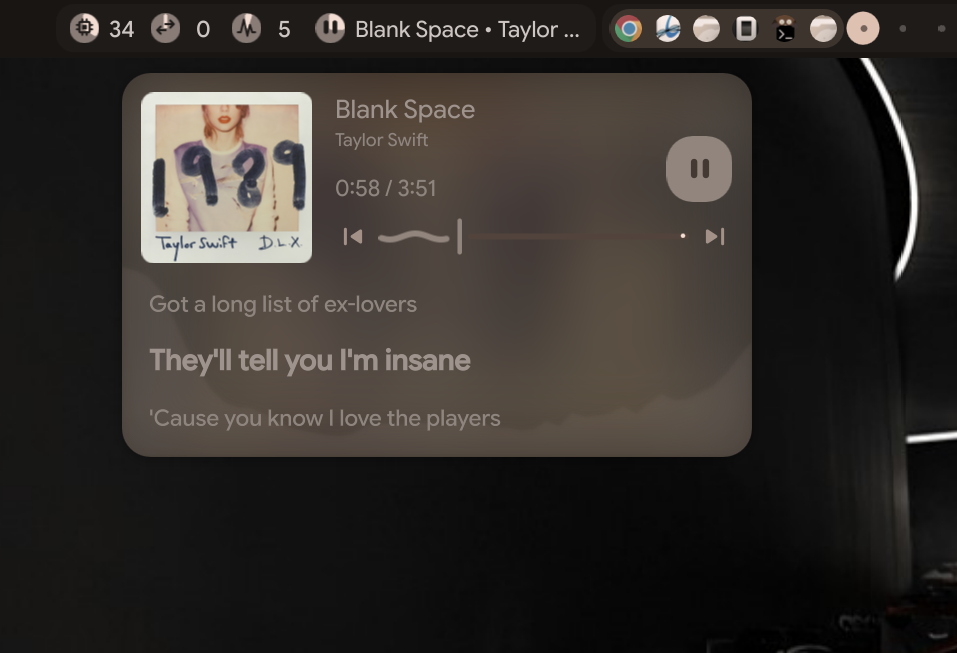 34 0 5 Blank Space • Taylor ...
1989
Taylor Swift D.L.X.
Blank Space
Taylor Swift
0:58 / 3:51
Got a long list of ex-lovers
They'll tell you I'm insane
'Cause you know I love the players